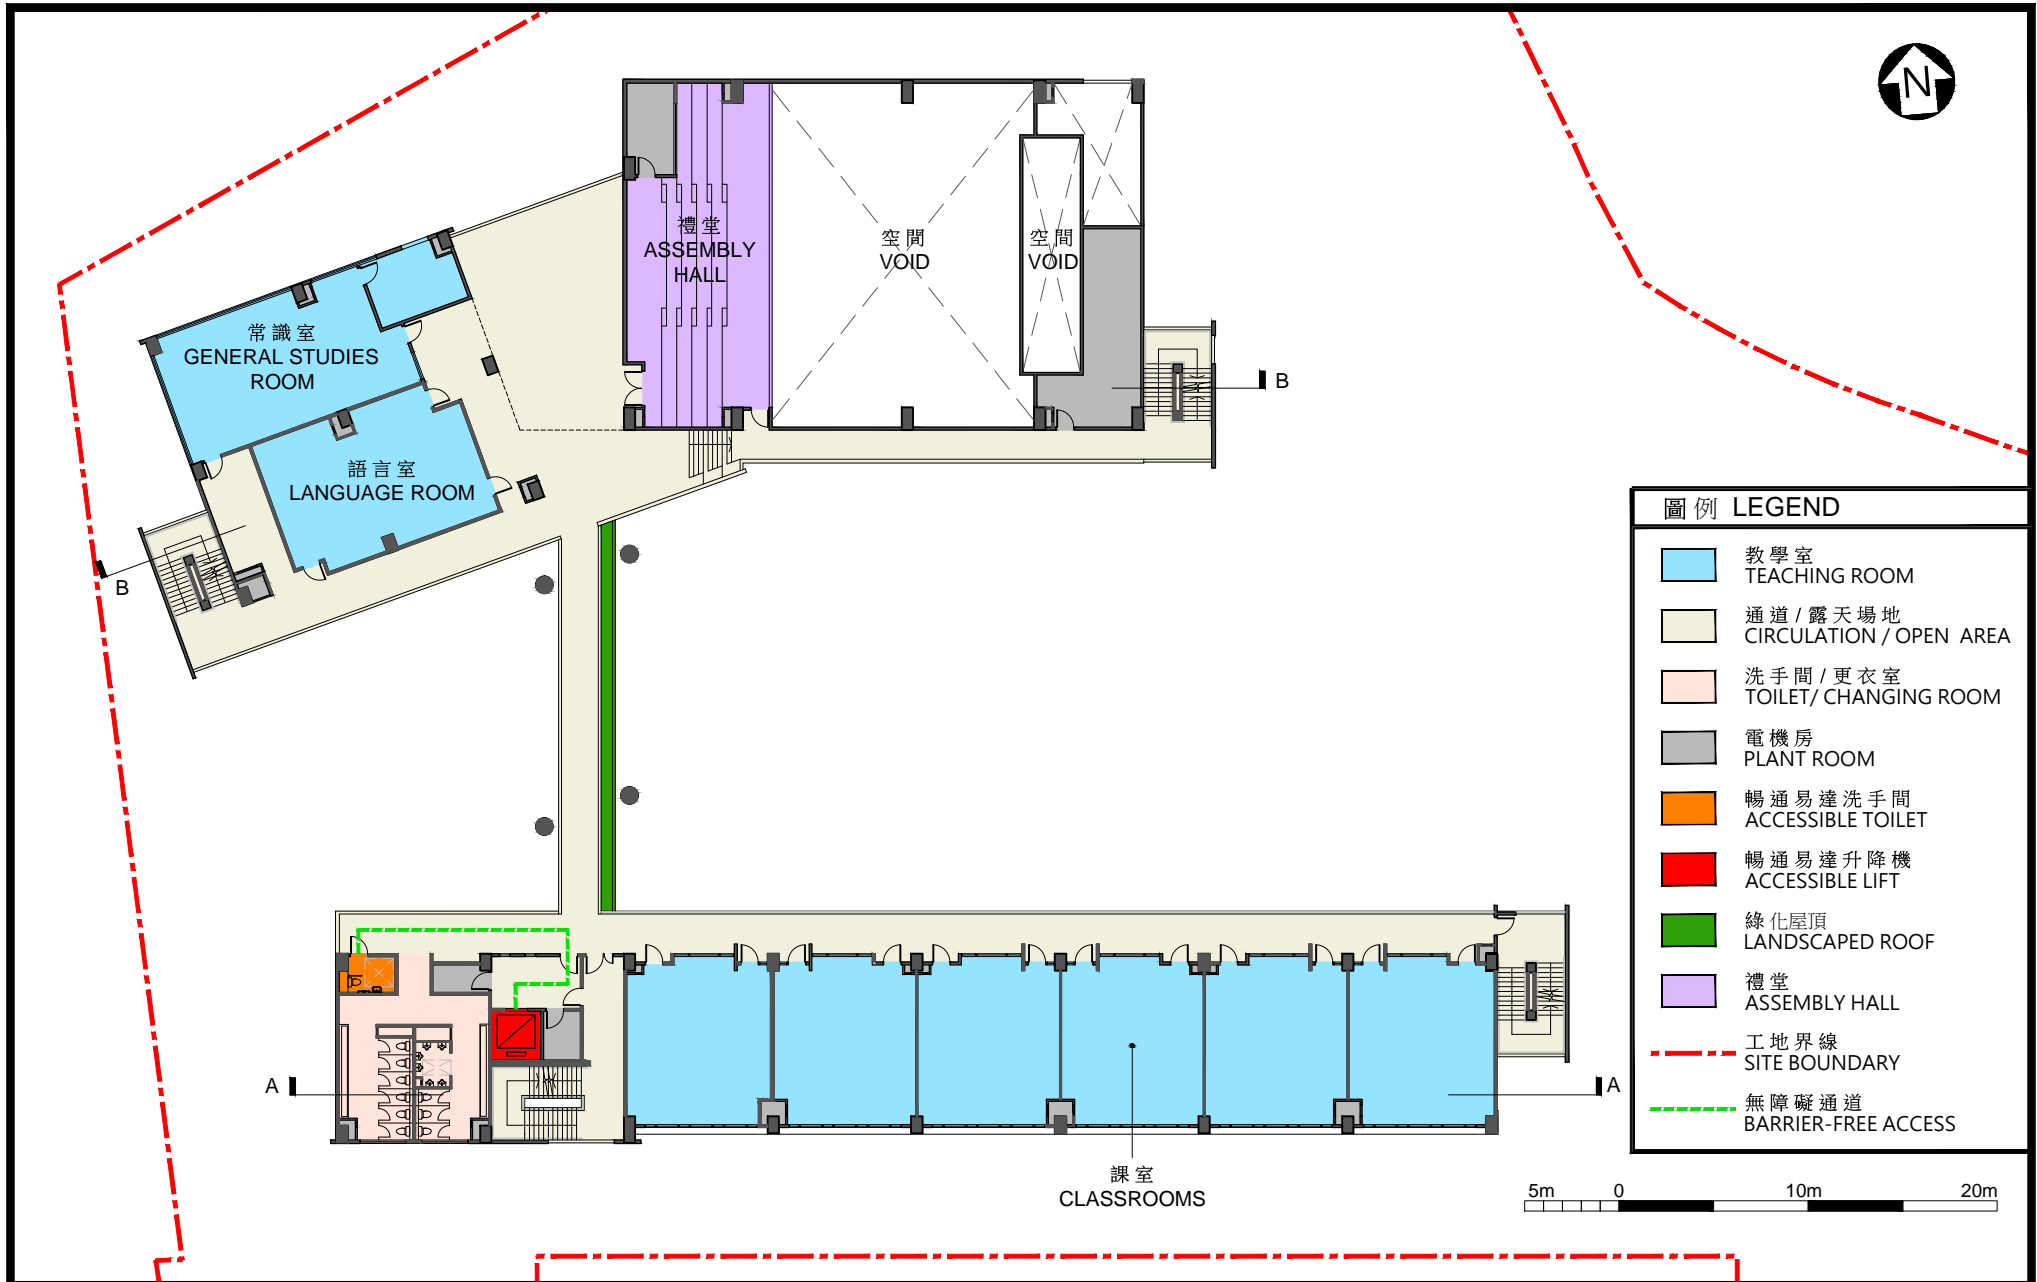 N
禮堂
ASSEMBLY
HALL
空間
VOID
空間
VOID
常識室
GENERAL STUDIES
ROOM
語言室
LANGUAGE ROOM
B
B
A
A
課室
CLASSROOMS
圖例 LEGEND
教學室
TEACHING ROOM
通道/露天場地
CIRCULATION / OPEN AREA
洗手間/更衣室
TOILET/ CHANGING ROOM
電機房
PLANT ROOM
暢通易達洗手間
ACCESSIBLE TOILET
暢通易達升降機
ACCESSIBLE LIFT
綠化屋頂
LANDSCAPED ROOF
禮堂
ASSEMBLY HALL
工地界線
SITE BOUNDARY
無障礙通道
BARRIER-FREE ACCESS
5m 0 10m 20m